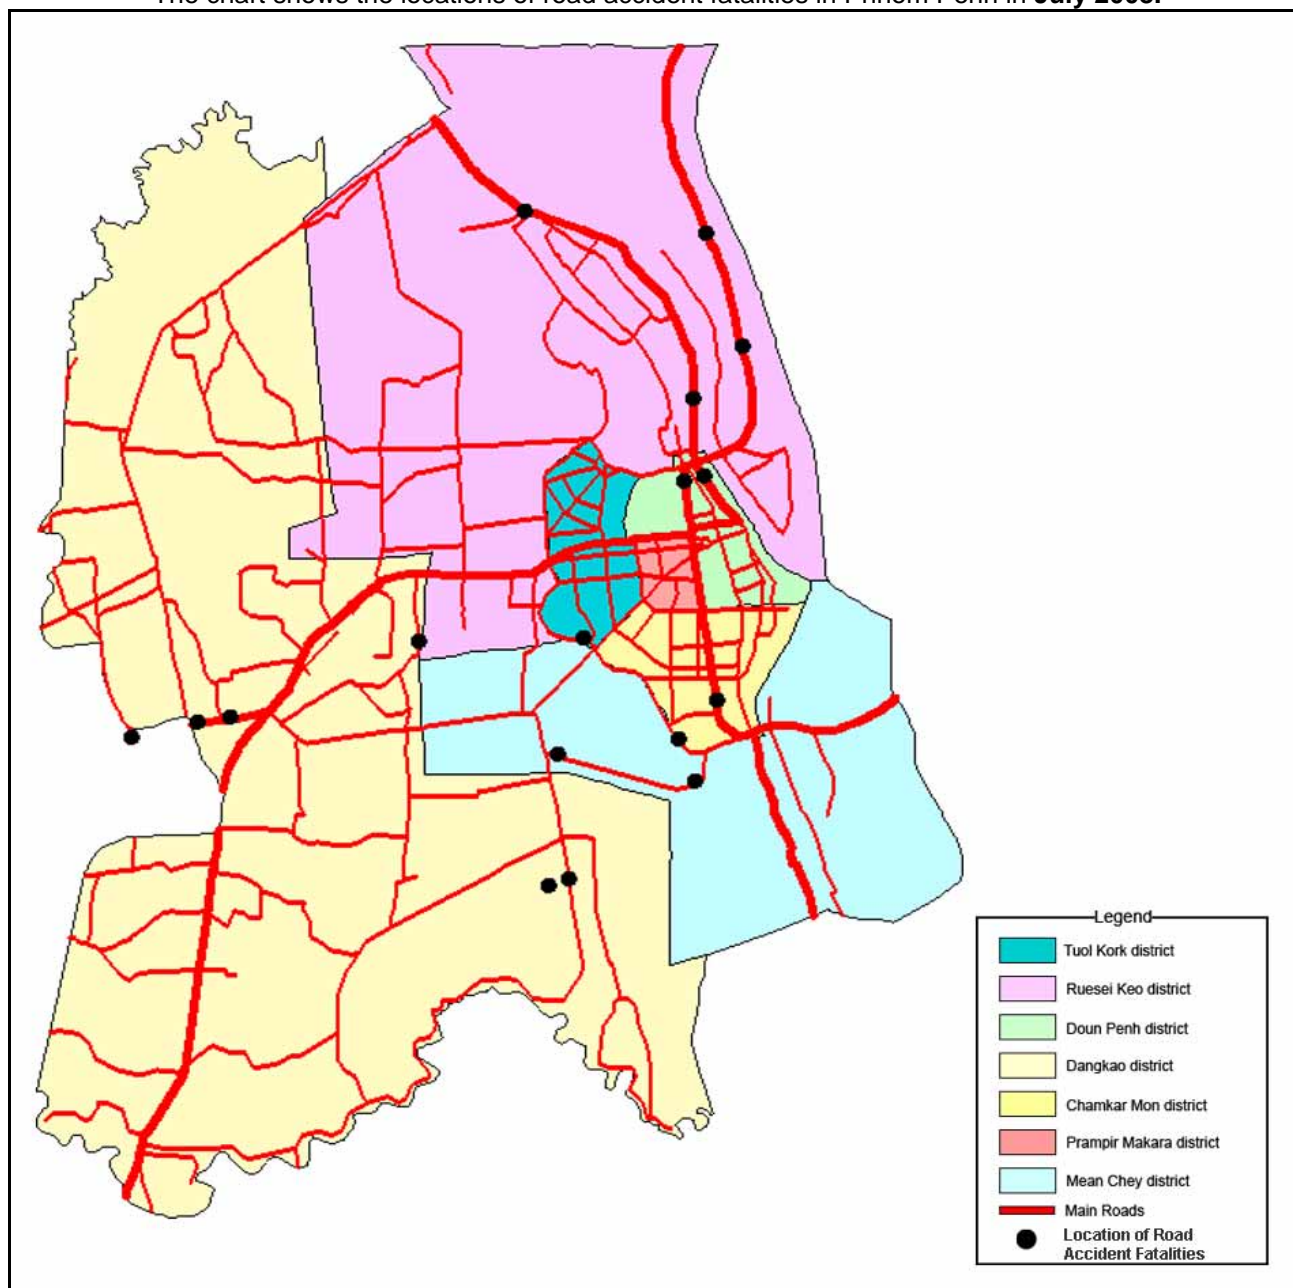 The chart shows the locations of road accident fatalities in Phnom Penh in July
Legend
Tuol Kork district
Ruesei Keo district
Doun Penh district
Dangkao district
Chamkar Mon district
Prampir Makara district
Mean Chey district
Main Roads
Location of Road
Accident Fatalities